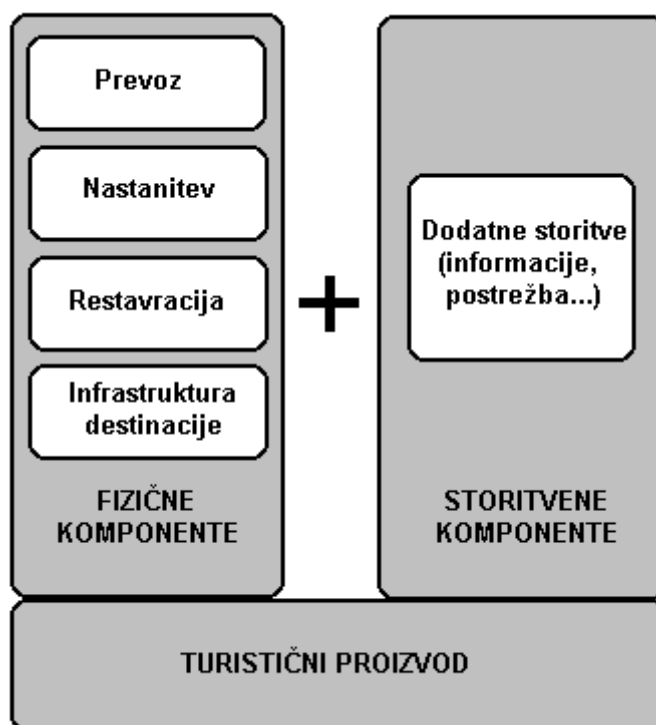 Prevoz
Nastanitev
Restavracija
Infrastruktura
destinacije
FIZIČNE
KOMPONENTE
+
Dodatne storitve
(informacije,
postrežba...)
STORITVENE
KOMPONENTE
TURISTIČNI PROIZVOD